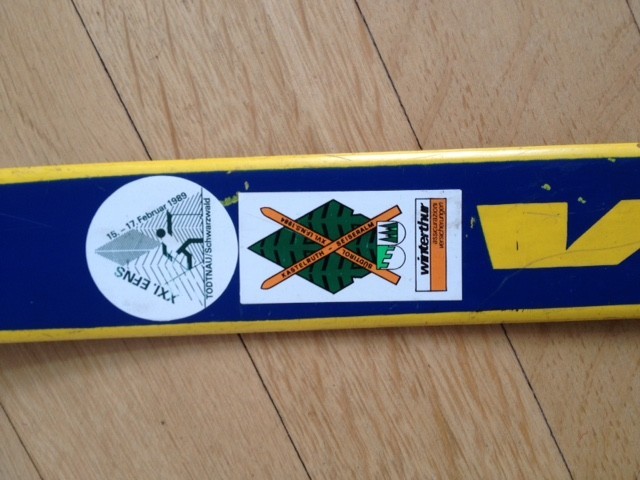 15. - 17. Februar 1989
TODTNAU/Schwarzwald
XXI. EFNS
KASTELRUTH - SEISERALM
SÜDTIROL
winterthur
versicherungen